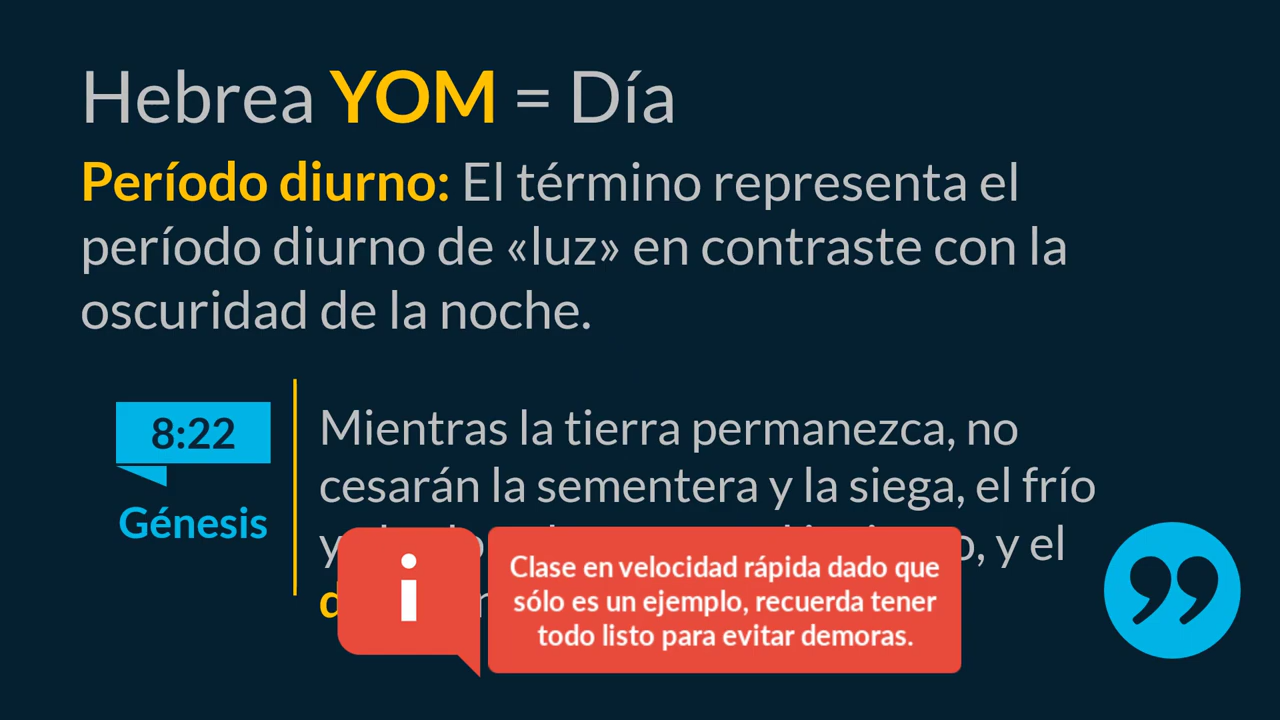 Hebrea YOM = Día
Período diurno: El término representa el
período diurno de «luz» en contraste con la
oscuridad de la noche.
8:22
Génesis
Mientras la tierra permanezca, no
cesarán la sementera y la siega, el frío
y el
Clase en velocidad rápida dado que
sólo es un ejemplo, recuerda tener
todo listo para evitar demoras.